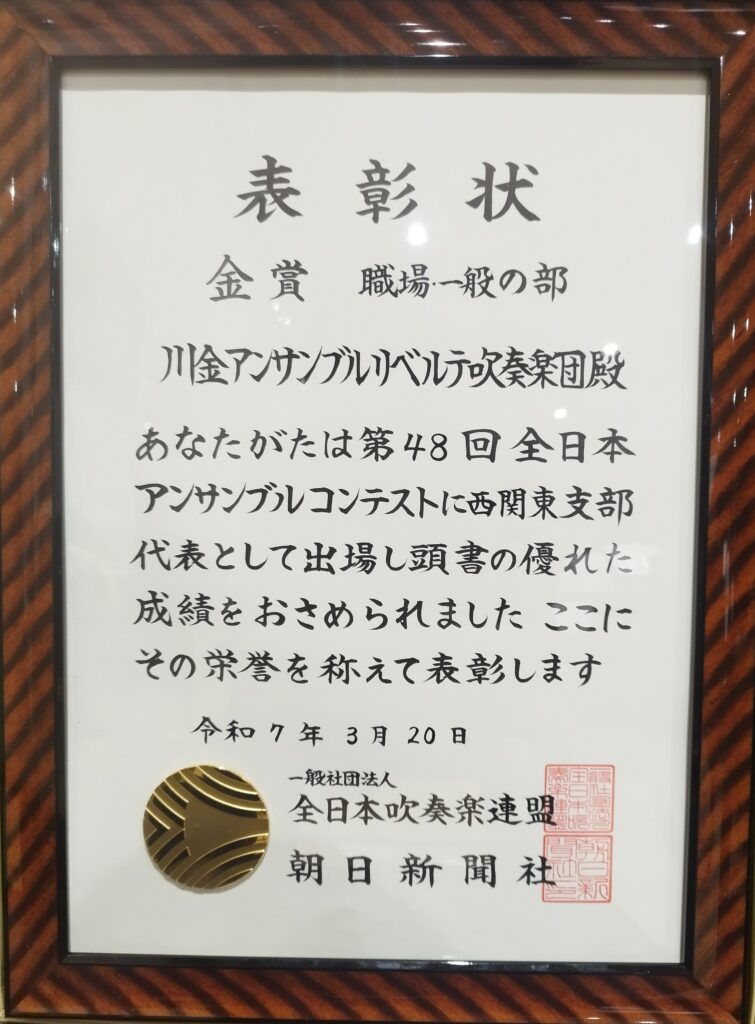 表彰状
金賞 職場・一般の部
川金アンサンブルリベルテ吹奏楽団殿
あなたがたは第48回全日本
アンサンブルコンテストに西関東支部
代表として出場し頭書の優れた
成績をおさめられました ここに
その栄誉を称えて表彰します
令和7年3月20日
一般社団法人
全日本吹奏楽連盟
朝日新聞社